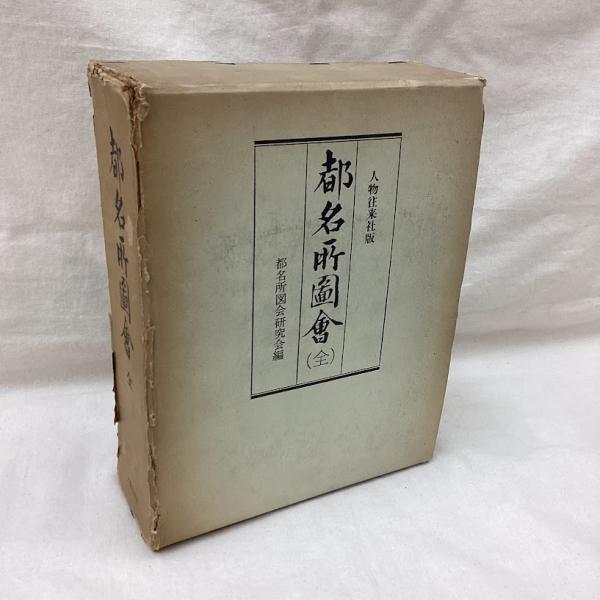 人物往来社版
都名所圖會(全)
都名所図会研究会編
都名所圖會 全